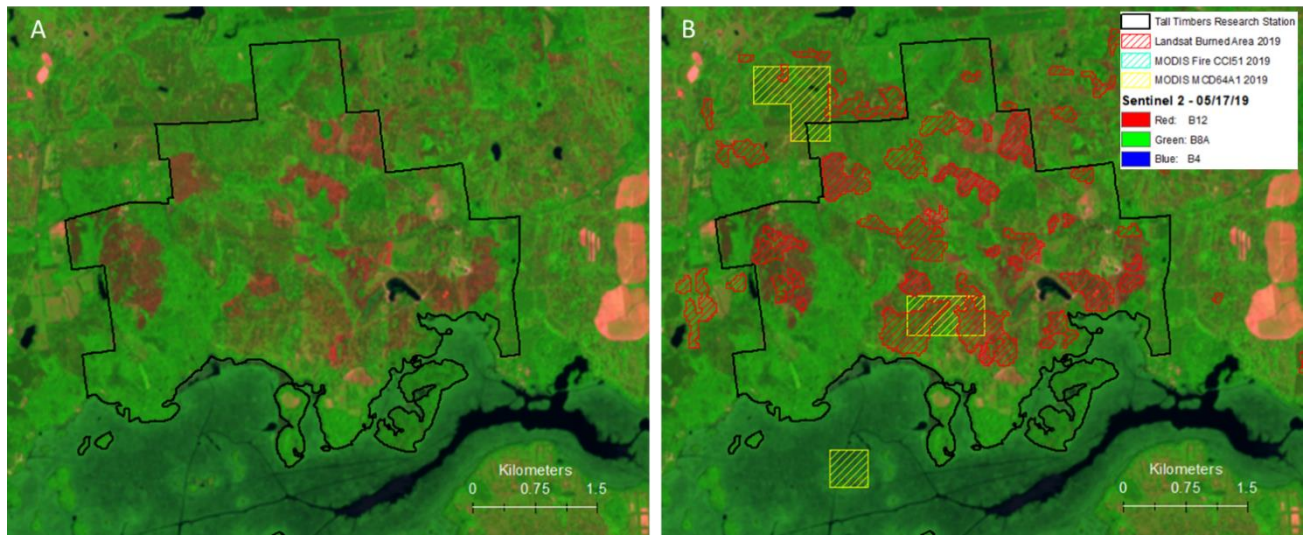 A
B
Tall Timbers Research Station
Landsat Burned Area 2019
MODIS Fire CCI51 2019
MODIS MCD64A1 2019
Sentinel 2 - 05/17/19
Red: B12
Green: B8A
Blue: B4
Kilometers
0 0.75 1.5
Kilometers
0 0.75 1.5